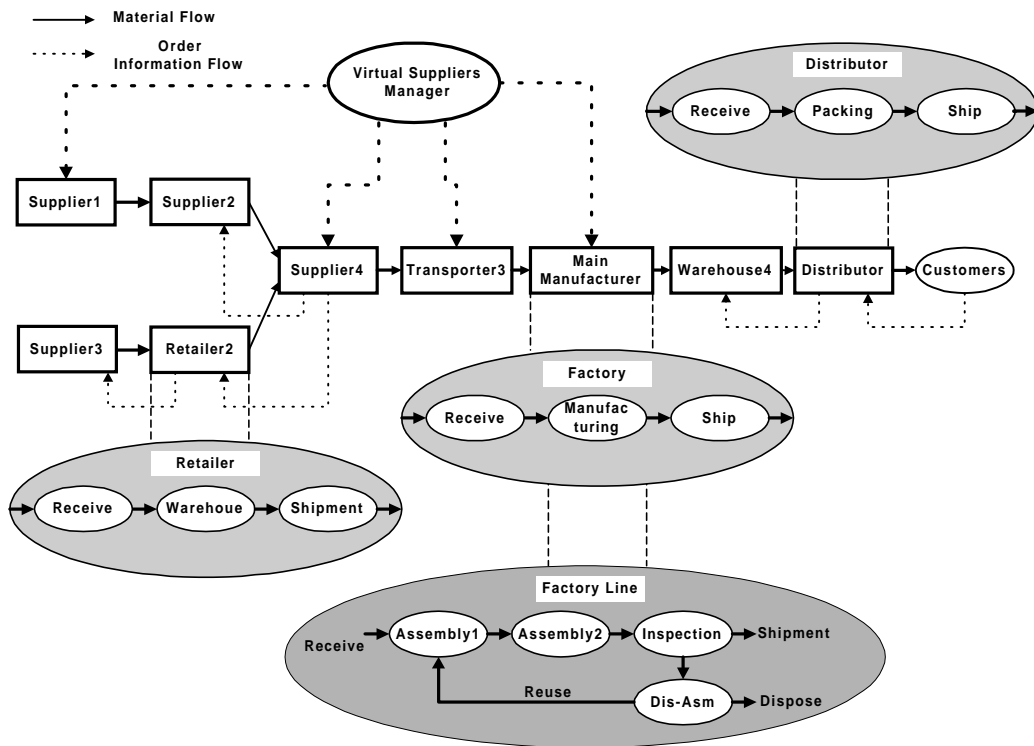 Material Flow
Order
Information Flow
Virtual Suppliers
Manager
Distributor
Receive
Packing
Ship
Supplier1
Supplier2
Supplier4
Transporter3
Main
Manufacturer
Warehouse4
Distributor
Customers
Supplier3
Retailer2
Factory
Receive
Manufac
turing
Ship
Retailer
Receive
Warehoue
Shipment
Factory Line
Receive
Assembly1
Assembly2
Inspection
Shipment
Reuse
Dis-Asm
Dispose